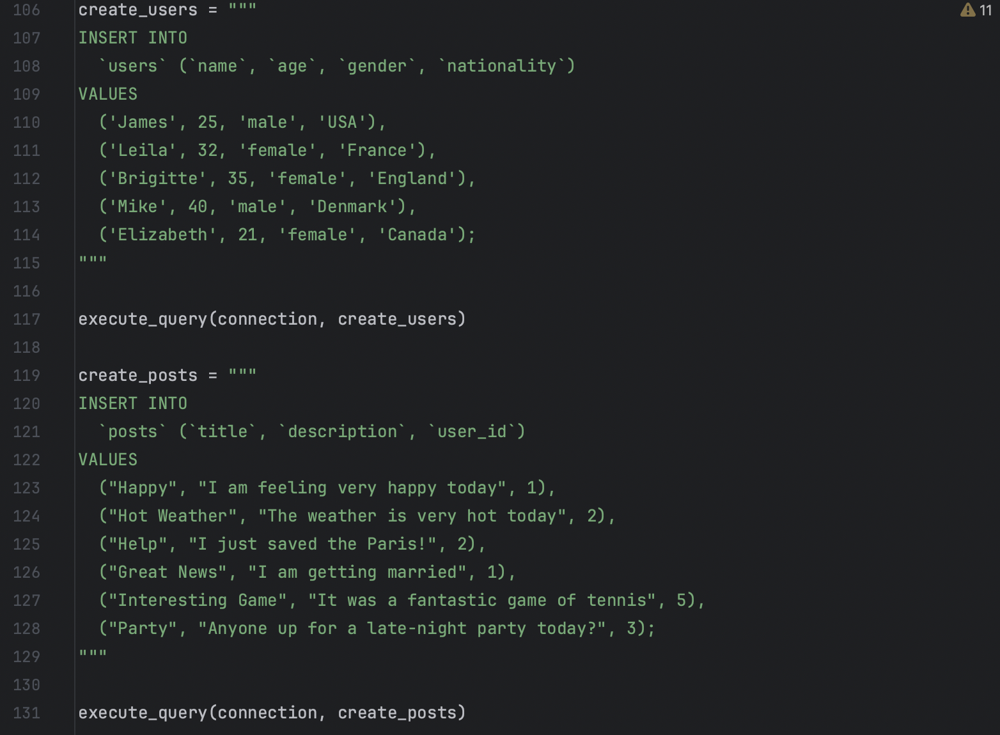 106 create_users = """
11
107 INSERT INTO
108   `users` (`name`, `age`, `gender`, `nationality`)
109 VALUES
110   ('James', 25, 'male', 'USA'),
111   ('Leila', 32, 'female', 'France'),
112   ('Brigitte', 35, 'female', 'England'),
113   ('Mike', 40, 'male', 'Denmark'),
114   ('Elizabeth', 21, 'female', 'Canada');
115 """
116
117 execute_query(connection, create_users)
118
119 create_posts = """
120 INSERT INTO
121   `posts` (`title`, `description`, `user_id`)
122 VALUES
123   ("Happy", "I am feeling very happy today", 1),
124   ("Hot Weather", "The weather is very hot today", 2),
125   ("Help", "I just saved the Paris!", 2),
126   ("Great News", "I am getting married", 1),
127   ("Interesting Game", "It was a fantastic game of tennis", 5),
128   ("Party", "Anyone up for a late-night party today?", 3);
129 """
130
131 execute_query(connection, create_posts)